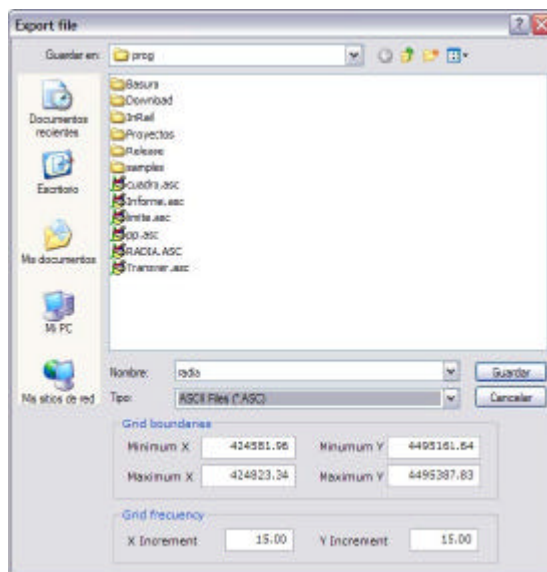 Export file
Guardar en:
prog
Documentos recientes
Escritorio
Mis documentos
Mi PC
Mis sitios de red
Basura
Download
InRail
Proyectos
Release
samples
cuadra.asc
Informe.asc
limite.asc
pp.asc
RADIA.ASC
Transver.asc
Nombre:
radia
Guardar
Tipo:
ASCII Files (*.ASC)
Cancelar
Grid boundaries
Minimum X
424581.96
Minumum Y
4495161.64
Maximum X
424823.34
Maximum Y
4495387.83
Grid frecuency
X Increment
15.00
Y Increment
15.00